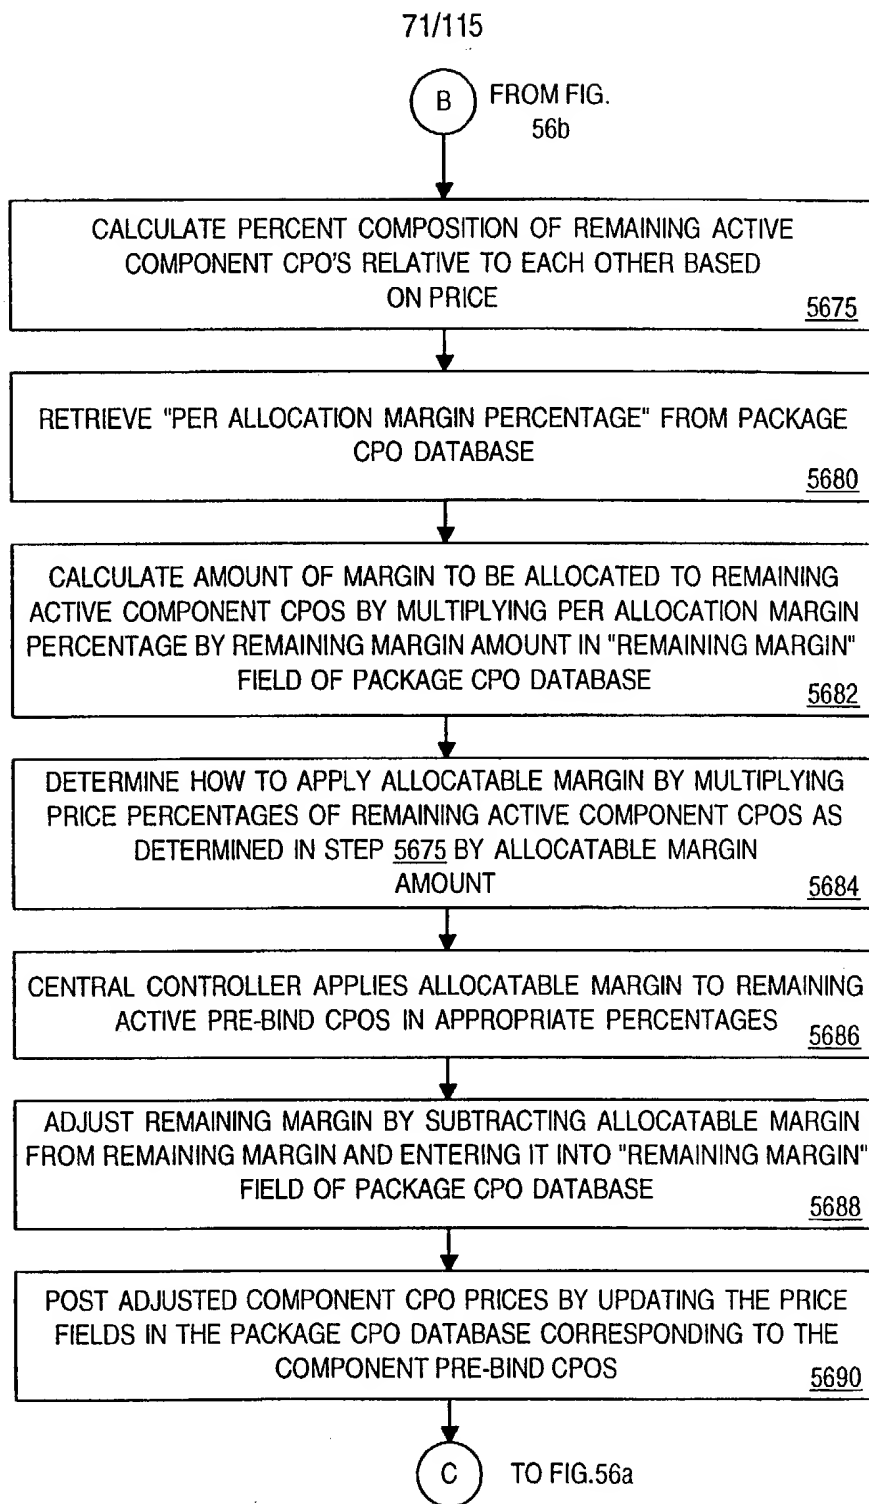 71/115
B
FROM FIG.
56b
CALCULATE PERCENT COMPOSITION OF REMAINING ACTIVE
COMPONENT CPO'S RELATIVE TO EACH OTHER BASED
ON PRICE
5675
RETRIEVE "PER ALLOCATION MARGIN PERCENTAGE" FROM PACKAGE
CPO DATABASE
5680
CALCULATE AMOUNT OF MARGIN TO BE ALLOCATED TO REMAINING
ACTIVE COMPONENT CPOS BY MULTIPLYING PER ALLOCATION MARGIN
PERCENTAGE BY REMAINING MARGIN AMOUNT IN "REMAINING MARGIN"
FIELD OF PACKAGE CPO DATABASE
5682
DETERMINE HOW TO APPLY ALLOCATABLE MARGIN BY MULTIPLYING
PRICE PERCENTAGES OF REMAINING ACTIVE COMPONENT CPOS AS
DETERMINED IN STEP 5675 BY ALLOCATABLE MARGIN
AMOUNT
5684
CENTRAL CONTROLLER APPLIES ALLOCATABLE MARGIN TO REMAINING
ACTIVE PRE-BIND CPOS IN APPROPRIATE PERCENTAGES
5686
ADJUST REMAINING MARGIN BY SUBTRACTING ALLOCATABLE MARGIN
FROM REMAINING MARGIN AND ENTERING IT INTO "REMAINING MARGIN"
FIELD OF PACKAGE CPO DATABASE
5688
POST ADJUSTED COMPONENT CPO PRICES BY UPDATING THE PRICE
FIELDS IN THE PACKAGE CPO DATABASE CORRESPONDING TO THE
COMPONENT PRE-BIND CPOS
5690
C
TO FIG.56a